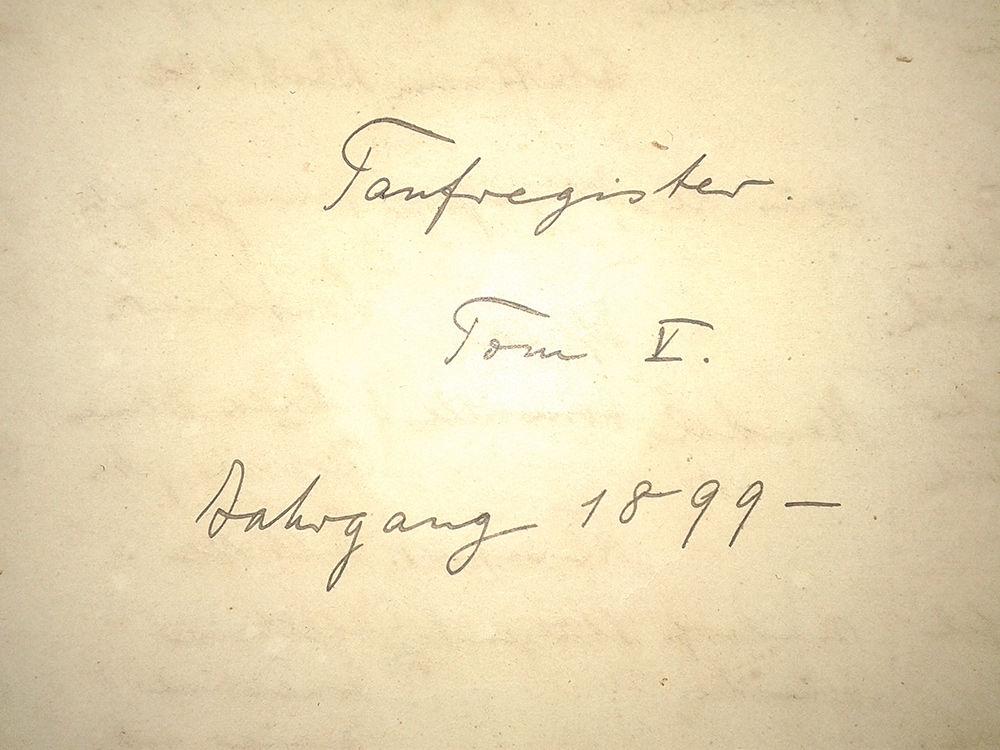 Taufregister.
Tom V.
Jahrgang 1899 –